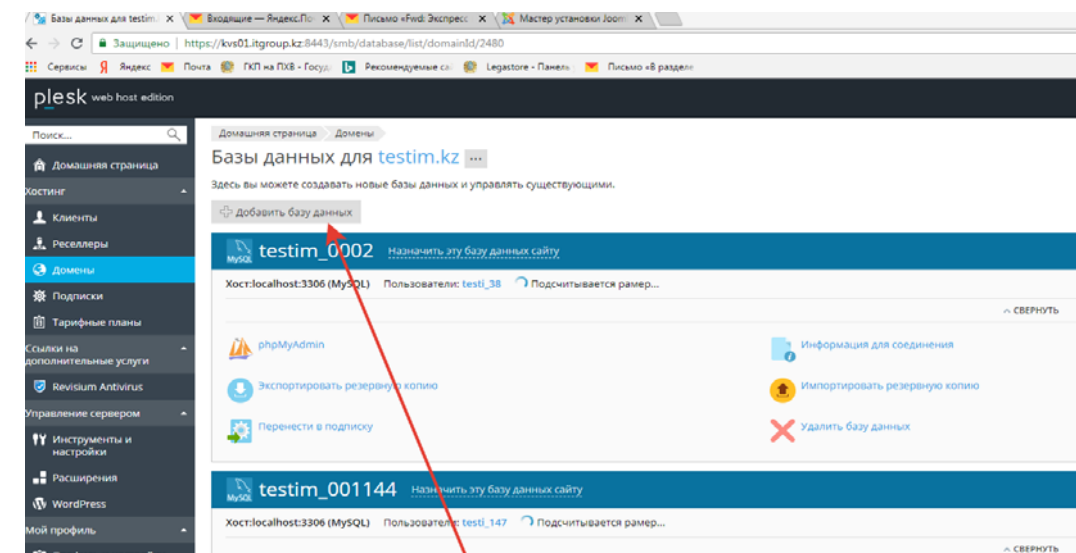 Базы данных для testim. Входящие — Яндекс.По Письмо «Fwd: Экспресс Мастер установки Joom
Защищено https://kvs01.itgroup.kz:8443/smb/database/list/domainId/2480
Сервисы Яндекс Почта ГКП на ПХВ - Госуд Рекомендуемые са Legastore - Панель Письмо «В разделе
plesk web host edition
Поиск...
Домашняя страница Домены
Базы данных для testim.kz ...
Здесь вы можете создавать новые базы данных и управлять существующими.
Добавить базу данных
Домашняя страница
Хостинг
Клиенты
Реселлеры
Домены
Подписки
Тарифные планы
Ссылки на
дополнительные услуги
Revisium Antivirus
Управление сервером
Инструменты и
настройки
Расширения
WordPress
Мой профиль
MySQL testim_0002 Назначить эту базу данных сайту
Хост:localhost:3306 (MySQL) Пользователи: testi_38 Подсчитывается рамер...
СВЕРНУТЬ
phpMyAdmin Информация для соединения
Экспортировать резервную копию Импортировать резервную копию
Перенести в подписку Удалить базу данных
MySQL testim_001144 Назначить эту базу данных сайту
Хост:localhost:3306 (MySQL) Пользователи: testi_147 Подсчитывается рамер...
СВЕРНУТЬ